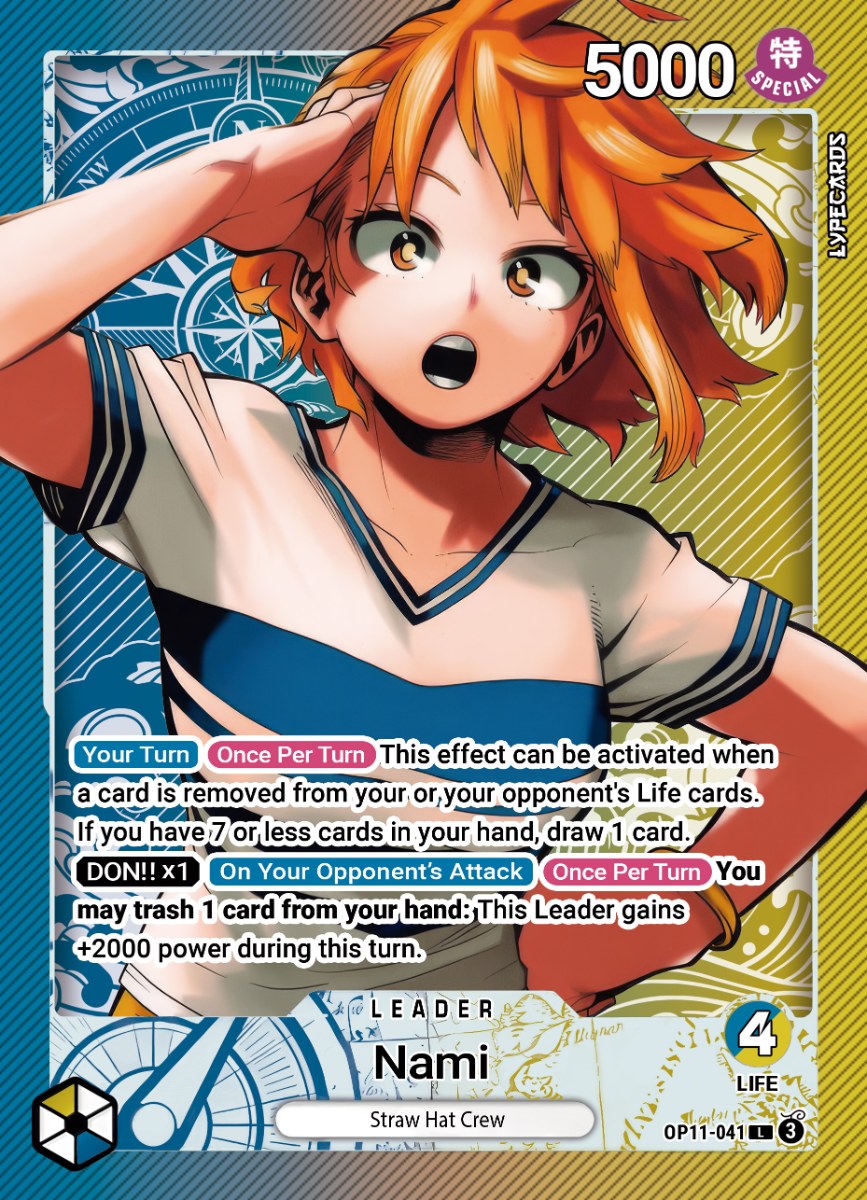 5000
特
SPECIAL
LYPECARDS
N
NW
Your Turn Once Per Turn This effect can be activated when
a card is removed from your or your opponent's Life cards.
If you have 7 or less cards in your hand, draw 1 card.
DON!! x1 On Your Opponent's Attack Once Per Turn You
may trash 1 card from your hand: This Leader gains
+2000 power during this turn.
LEADER
Nami
4
LIFE
Straw Hat Crew
OP11-041 L 3